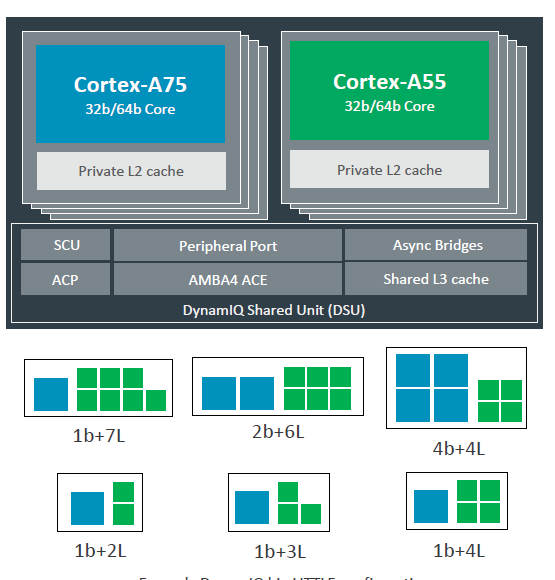 Cortex-A75
32b/64b Core
Private L2 cache
Cortex-A55
32b/64b Core
Private L2 cache
SCU
Peripheral Port
Async Bridges
ACP
AMBA4 ACE
Shared L3 cache
DynamIQ Shared Unit (DSU)
1b+7L
2b+6L
4b+4L
1b+2L
1b+3L
1b+4L